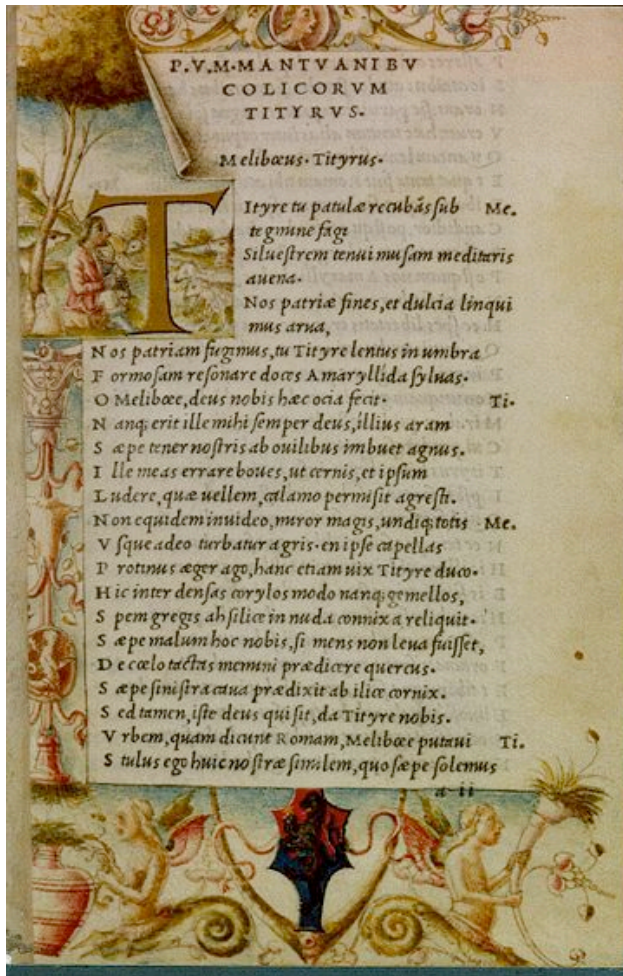 P. V. M. MANTVANI BV
COLICORVM
TITYRVS.
Melibœus. Tityrus.
TItyre tu patulæ recubãs sub Me.
tegmine fagi
Siluestrem tenui musam meditaris
auena.
Nos patriæ fines, et dulcia linqui
mus arua,
Nos patriam fugimus, tu Tityre lentus in umbra
Formosam resonare doces Amaryllida syluas.
O Melibœe, deus nobis hæc ocia fecit. Ti.
Nanq; erit ille mihi semper deus, illius aram
Sæpe tener nostris ab ouilibus imbuet agnus.
Ille meas errare boues, ut cernis, et ipsum
Ludere, quæ uellem, calamo permisit agresti.
Non equidem inuideo, miror magis, undiq; totis Me.
Vsque adeo turbatur agris. en ipse capellas
Protinus æger ago, hanc etiam uix Tityre duco.
Hic inter densas corylos modo nanq; gemellos,
Spem gregis ah silice in nuda connixa reliquit.
Sæpe malum hoc nobis, si mens non leua fuisset,
De cœlo tactas memini prædicere quercus.
Sæpe sinistra caua prædixit ab ilice cornix.
Sed tamen, iste deus qui sit, da Tityre nobis.
Vrbem, quam dicunt Romam, Melibœe putaui Ti.
Stultus ego huic nostræ similem, quo sæpe solemus
a ii